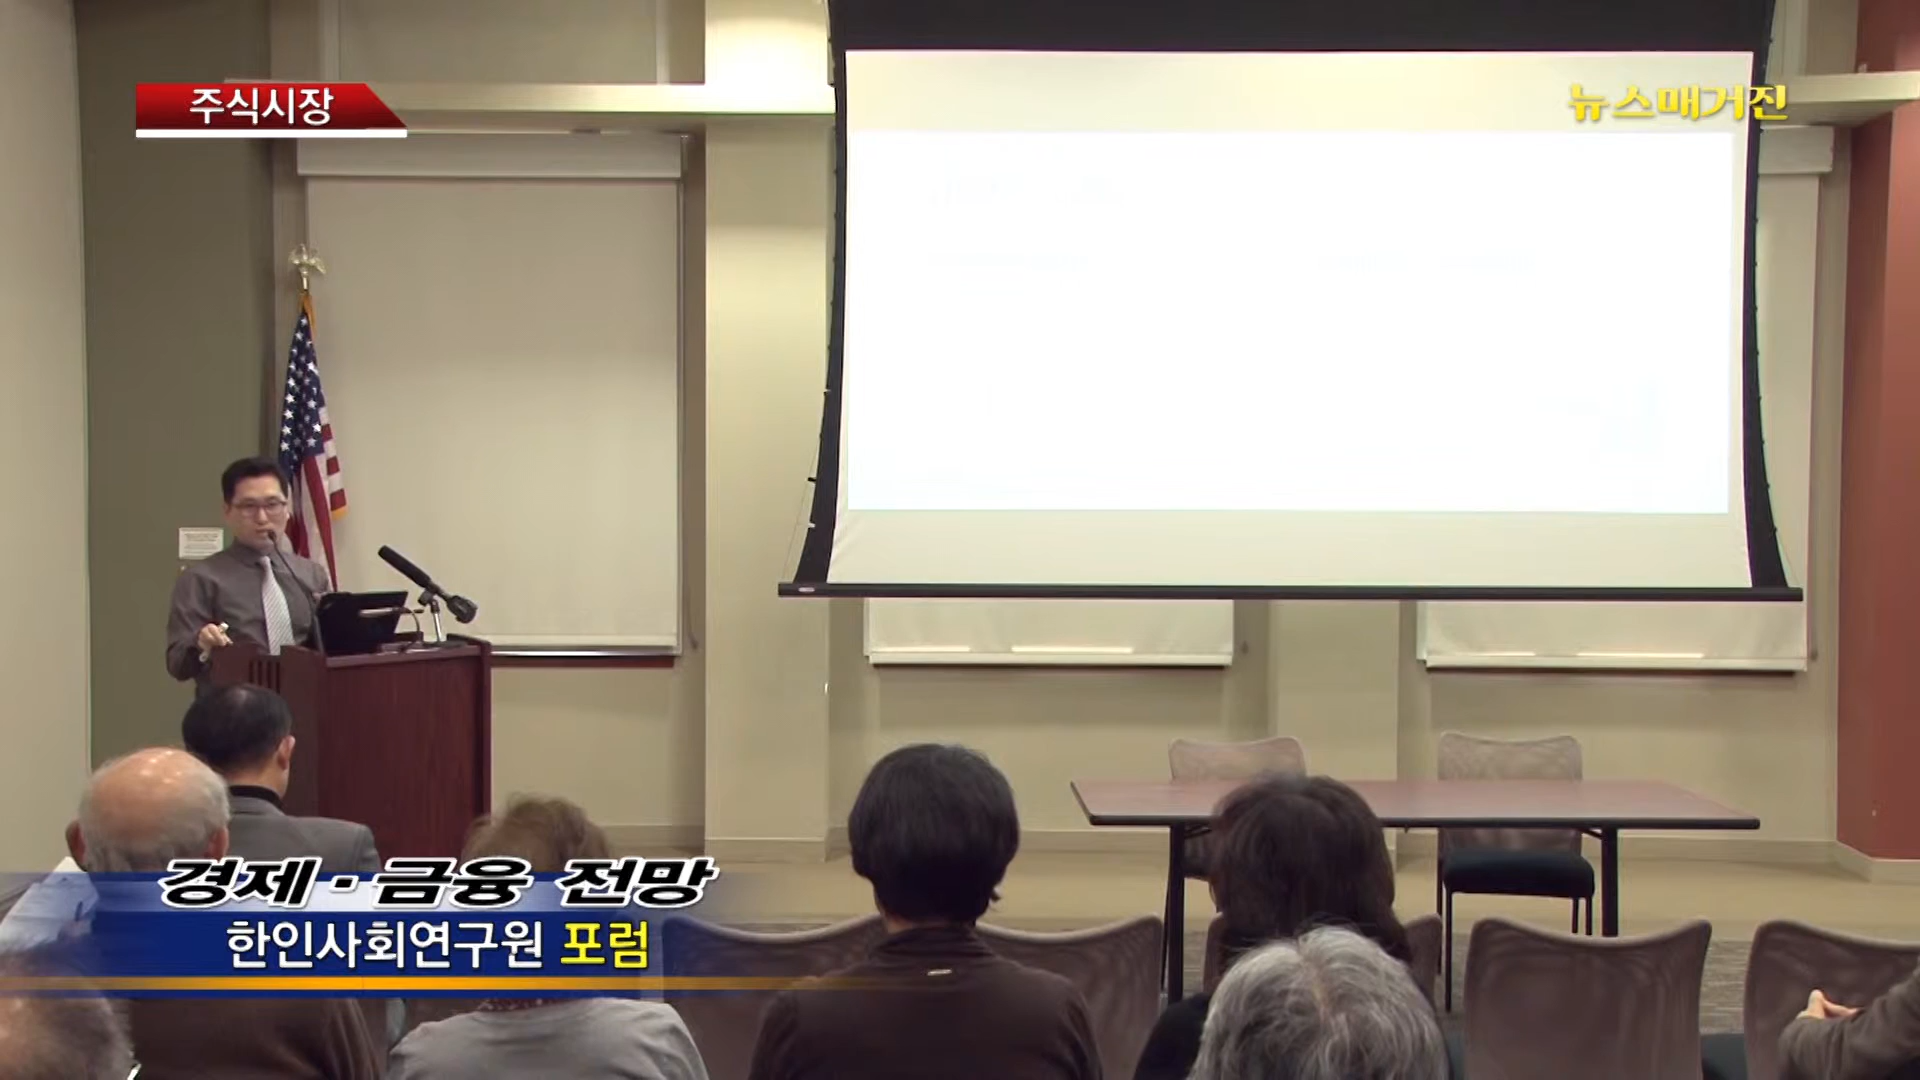 주식시장
뉴스매거진
경제·금융 전망
한인사회연구원 포럼